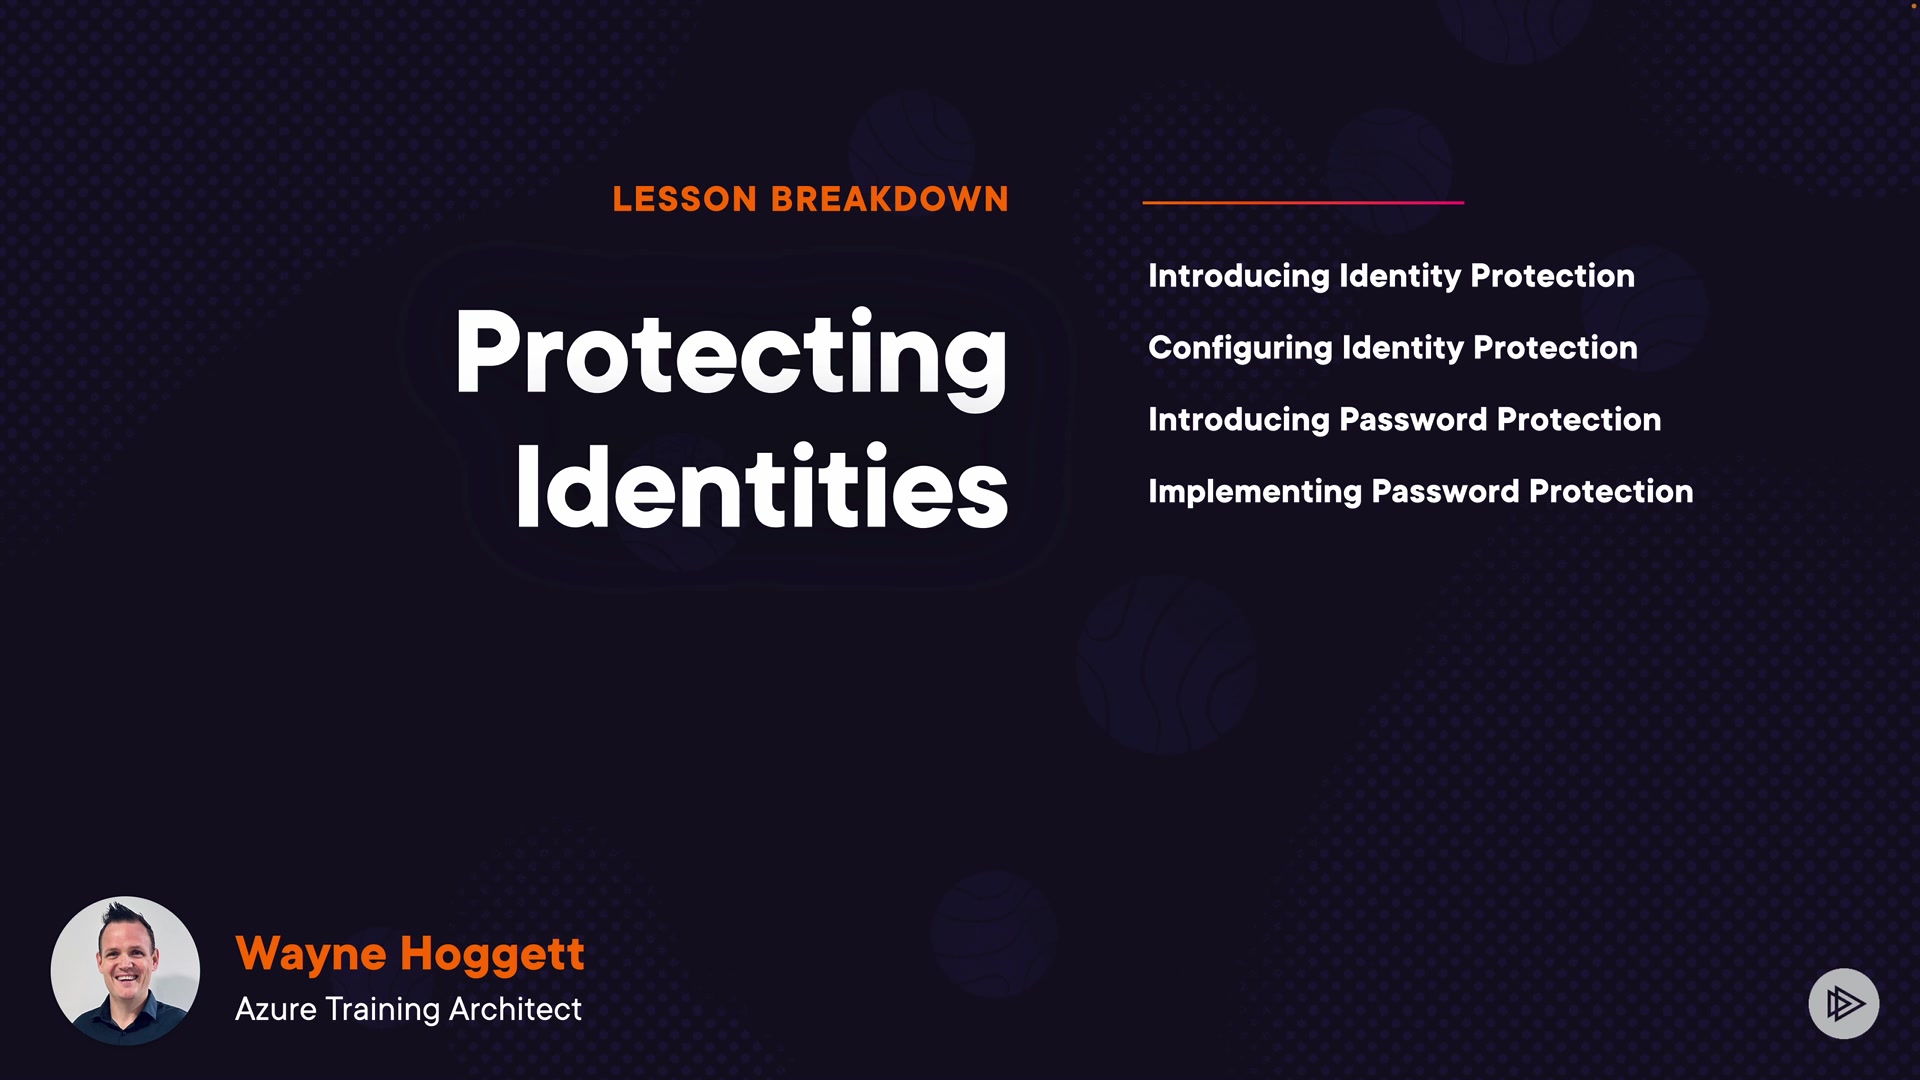 LESSON BREAKDOWN
Protecting
Identities
Introducing Identity Protection
Configuring Identity Protection
Introducing Password Protection
Implementing Password Protection
Wayne Hoggett
Azure Training Architect